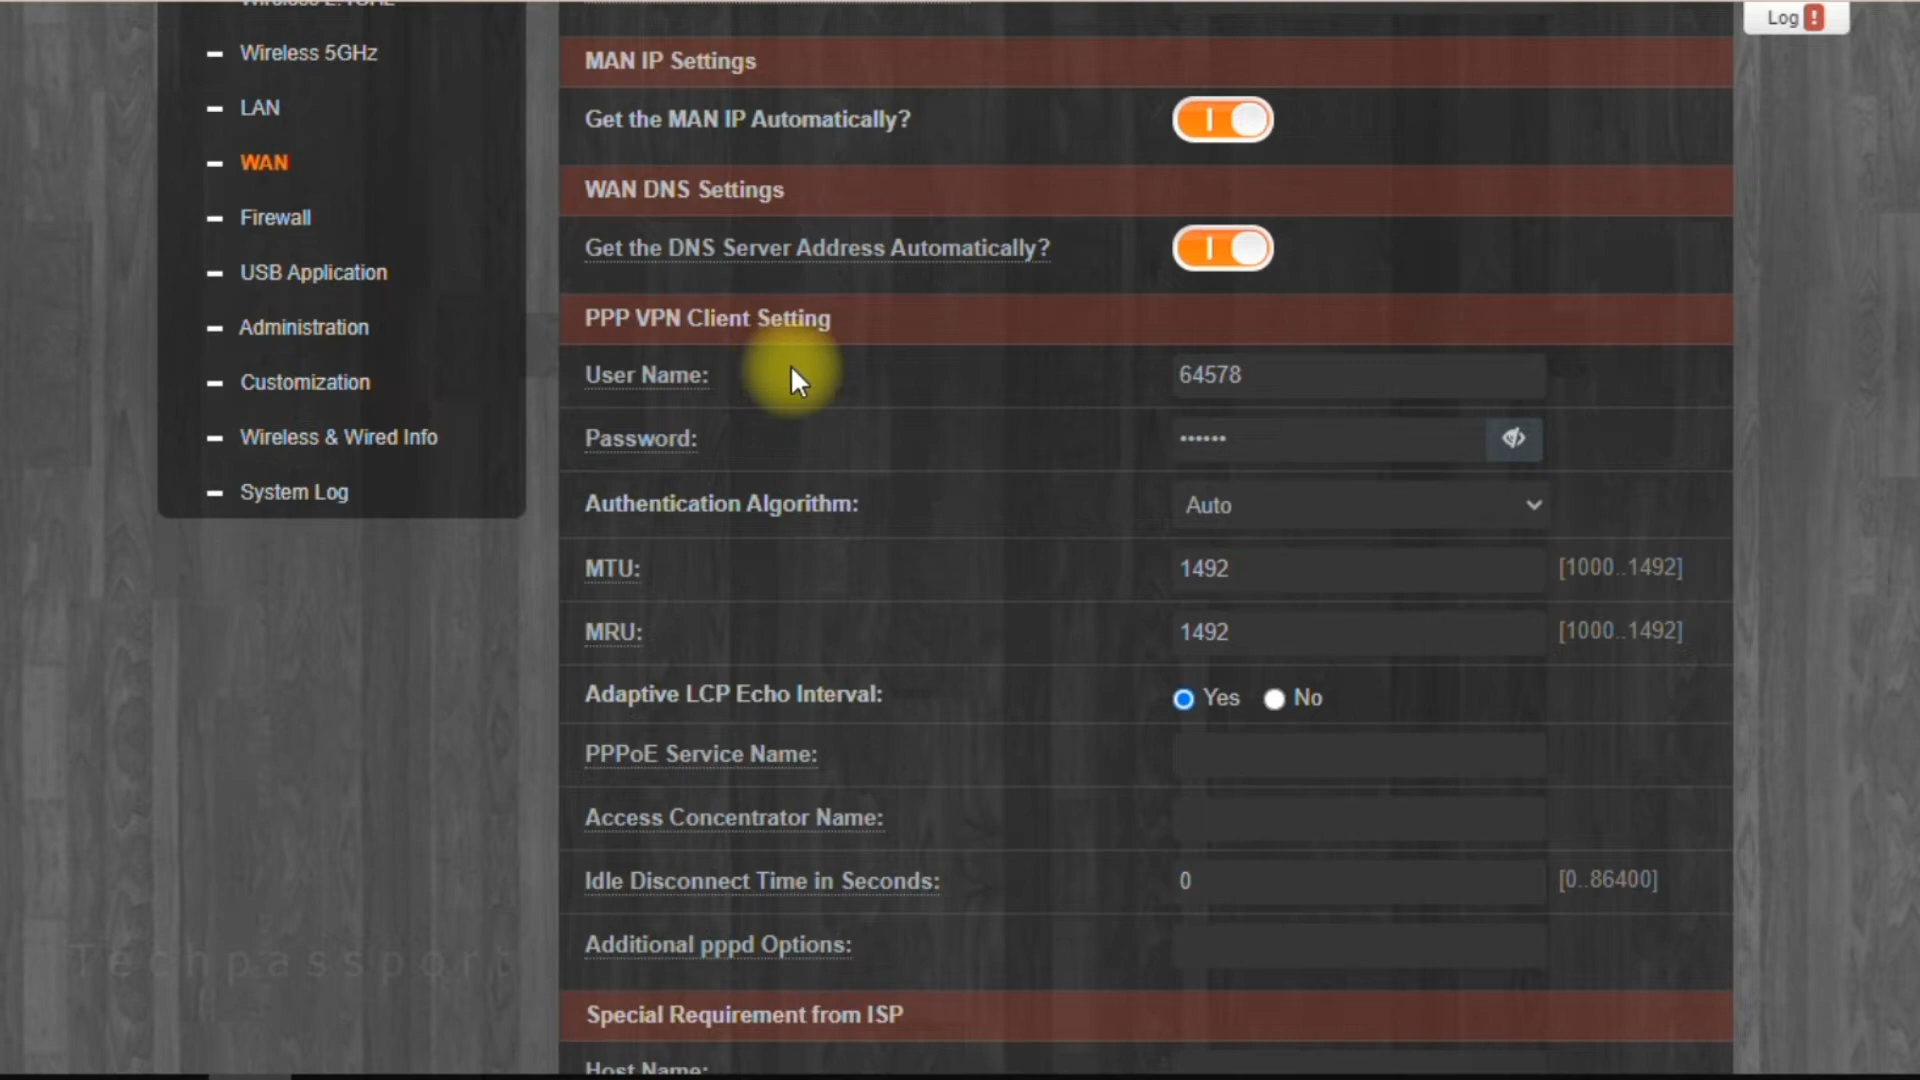 Wireless 2.4GHz
Wireless 5GHz
LAN
WAN
Firewall
USB Application
Administration
Customization
Wireless & Wired Info
System Log
Log !
MAN IP Settings
Get the MAN IP Automatically?
WAN DNS Settings
Get the DNS Server Address Automatically?
PPP VPN Client Setting
User Name: 64578
Password: ••••••
Authentication Algorithm: Auto
MTU: 1492 [1000..1492]
MRU: 1492 [1000..1492]
Adaptive LCP Echo Interval: Yes No
PPPoE Service Name:
Access Concentrator Name:
Idle Disconnect Time in Seconds: 0 [0..86400]
Additional pppd Options:
Special Requirement from ISP
Host Name:
Techpassport